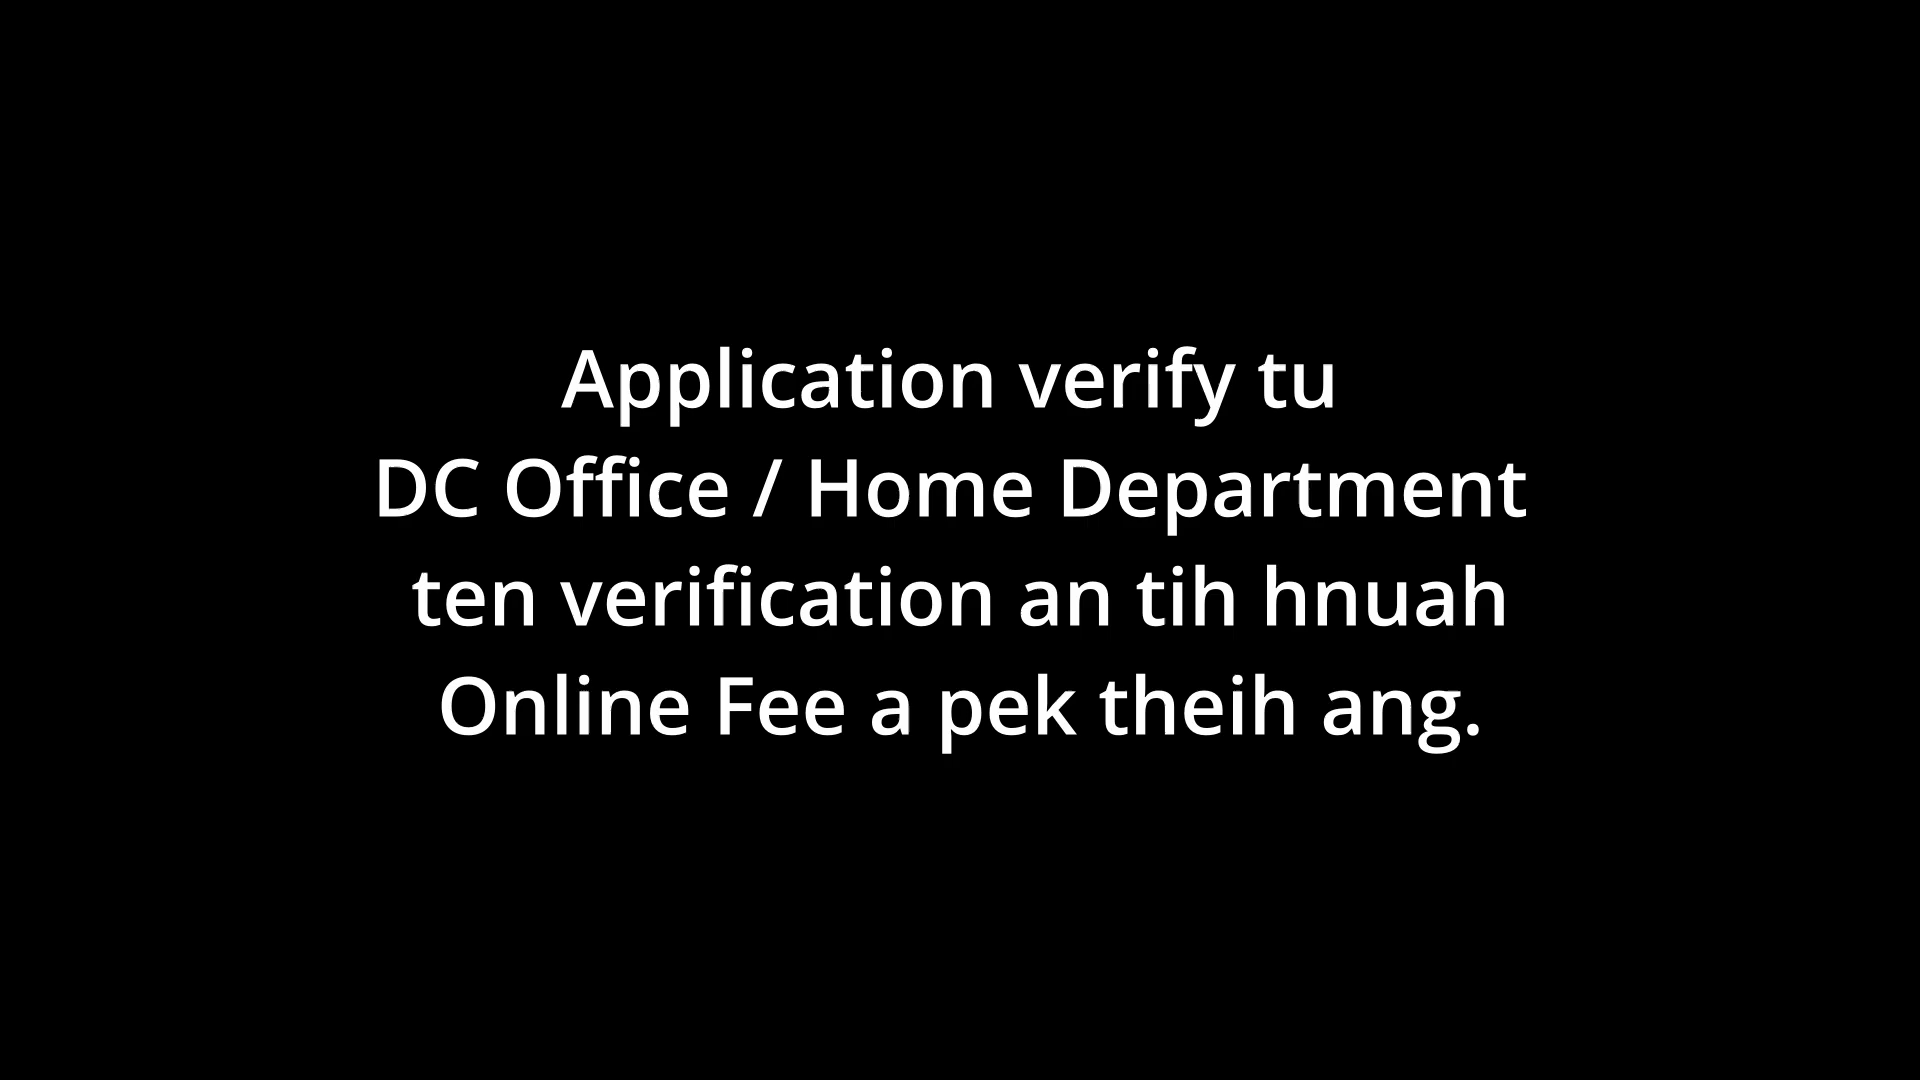 Application verify tu
DC Office / Home Department
ten verification an tih hnuah
Online Fee a pek theih ang.